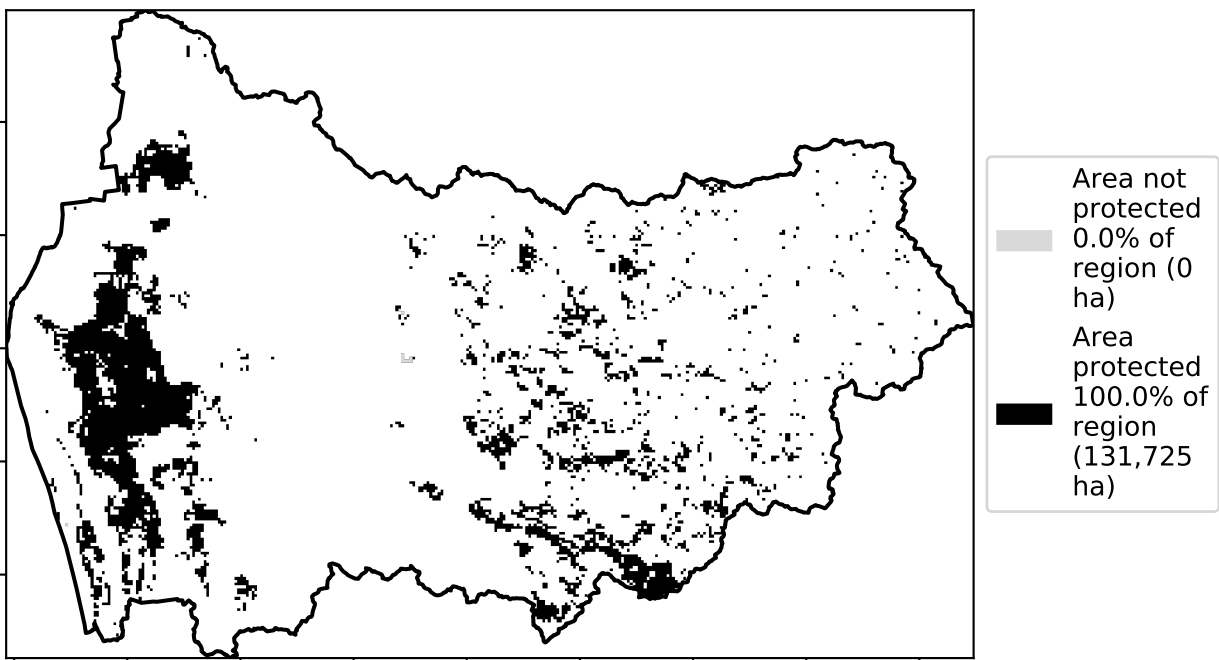 Area not
protected
0.0% of
region (0
ha)
Area
protected
100.0% of
region
(131,725
ha)